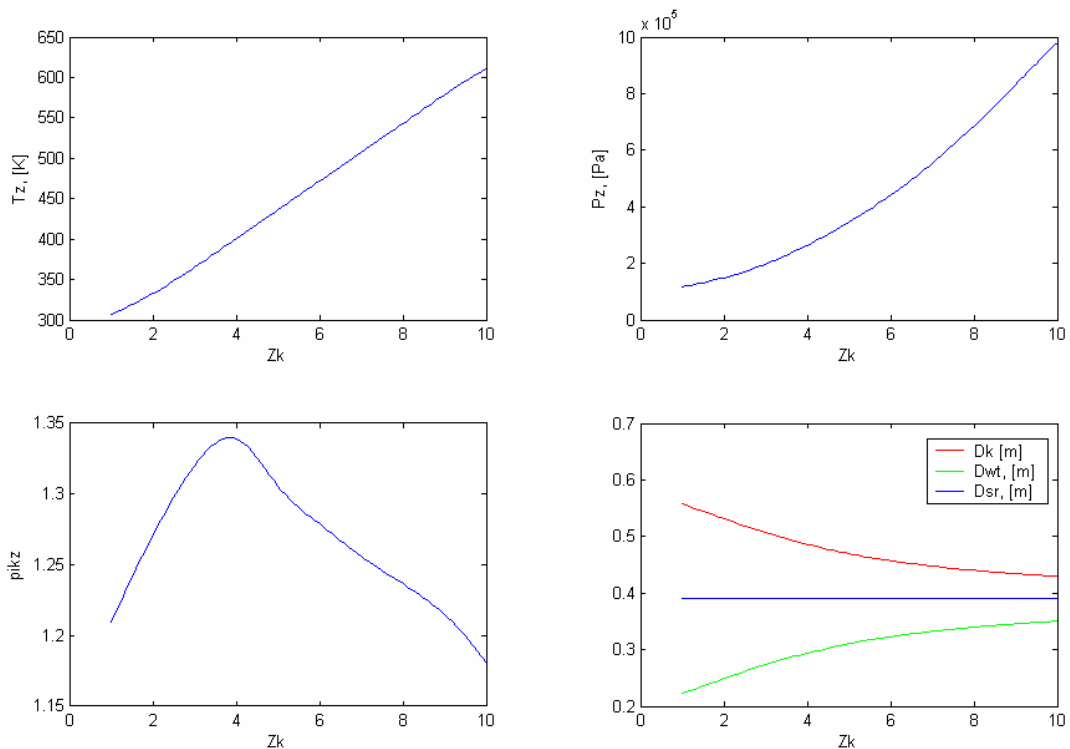 650
600
550
500
450
400
350
300
Tz, [K]
0 2 4 6 8 10
Zk
x 10^5
10
8
6
4
2
0
Pz, [Pa]
0 2 4 6 8 10
Zk
1.35
1.3
1.25
1.2
1.15
pikz
0 2 4 6 8 10
Zk
0.7
0.6
0.5
0.4
0.3
0.2
Dk [m]
Dwt, [m]
Dsr, [m]
0 2 4 6 8 10
Zk